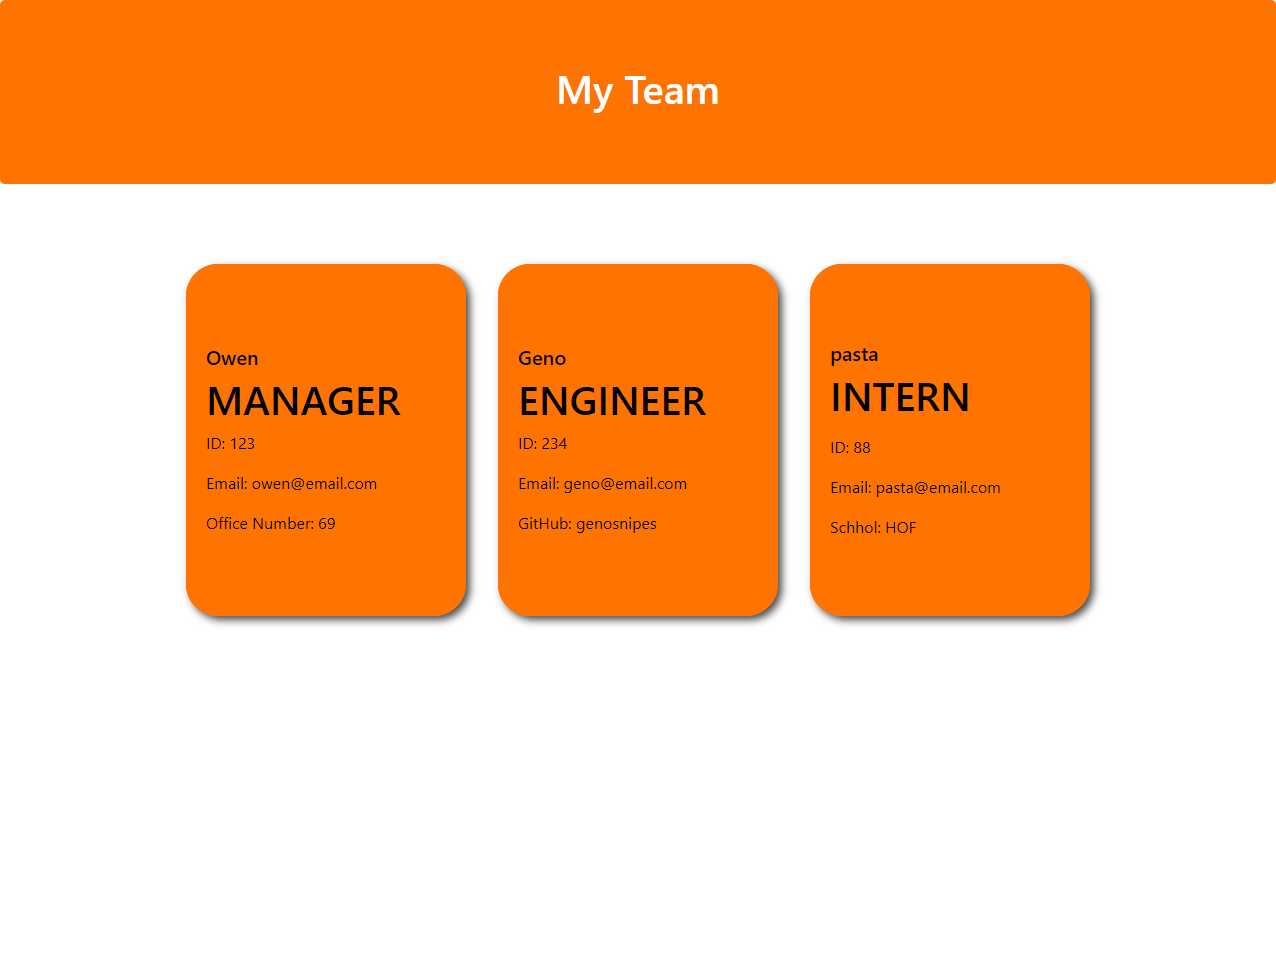 My Team
Owen
MANAGER
ID: 123
Email: owen@email.com
Office Number: 69
Geno
ENGINEER
ID: 234
Email: geno@email.com
GitHub: genosnipes
pasta
INTERN
ID: 88
Email: pasta@email.com
Schhol: HOF